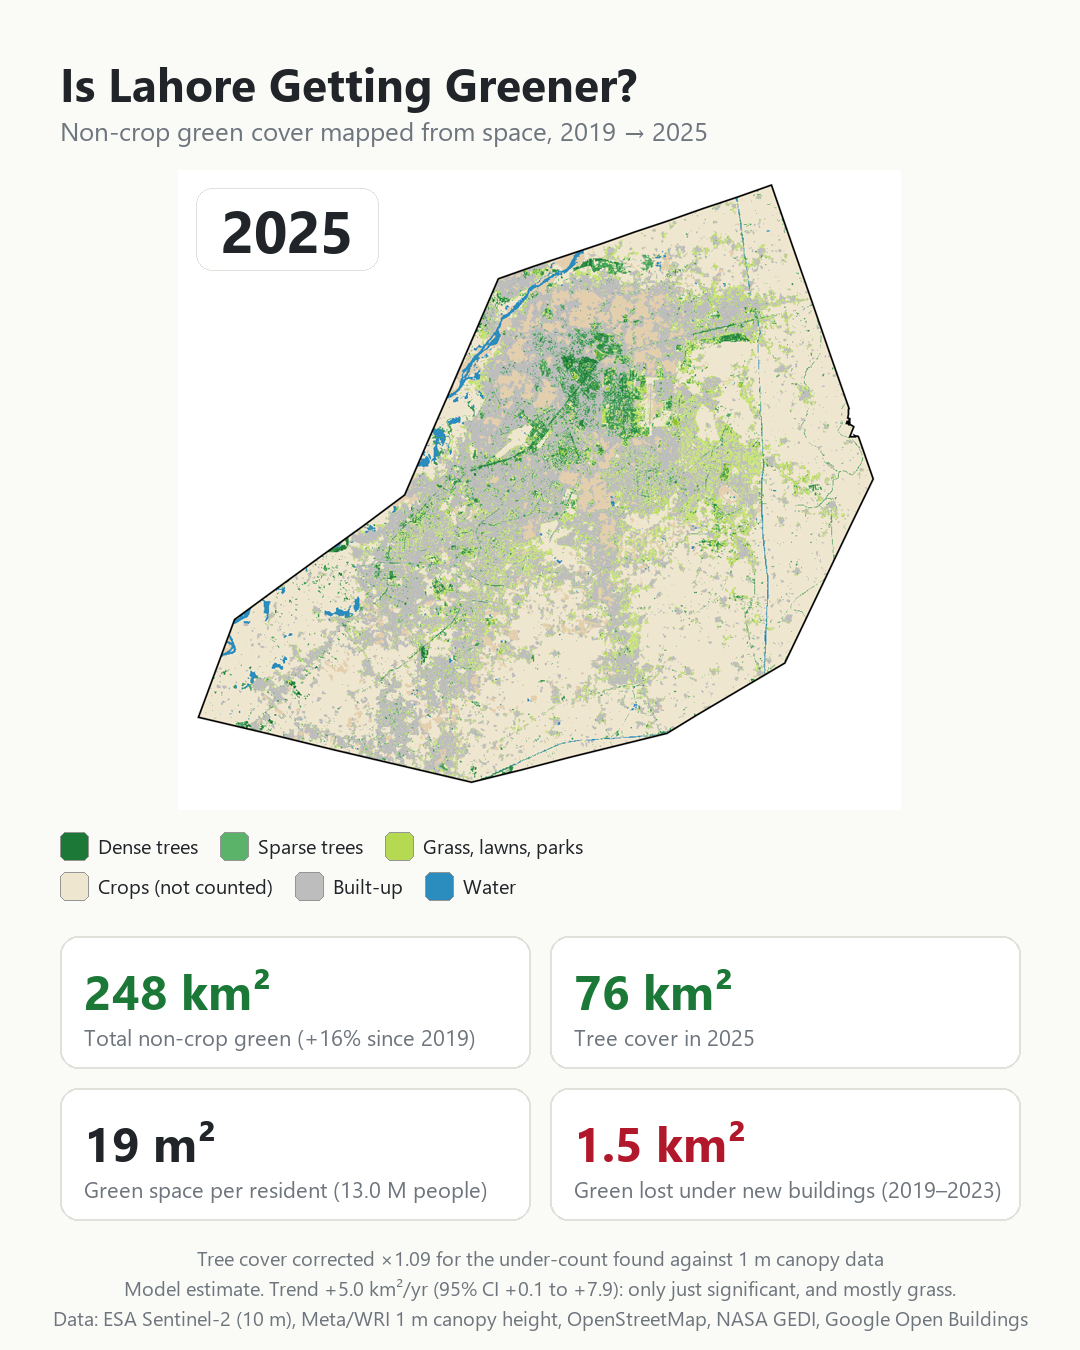 Is Lahore Getting Greener?
Non-crop green cover mapped from space, 2019 → 2025
2025
Dense trees
Sparse trees
Grass, lawns, parks
Crops (not counted)
Built-up
Water
248 km²
Total non-crop green (+16% since 2019)
76 km²
Tree cover in 2025
19 m²
Green space per resident (13.0 M people)
1.5 km²
Green lost under new buildings (2019–2023)
Tree cover corrected ×1.09 for the under-count found against 1 m canopy data
Model estimate. Trend +5.0 km²/yr (95% CI +0.1 to +7.9): only just significant, and mostly grass.
Data: ESA Sentinel-2 (10 m), Meta/WRI 1 m canopy height, OpenStreetMap, NASA GEDI, Google Open Buildings